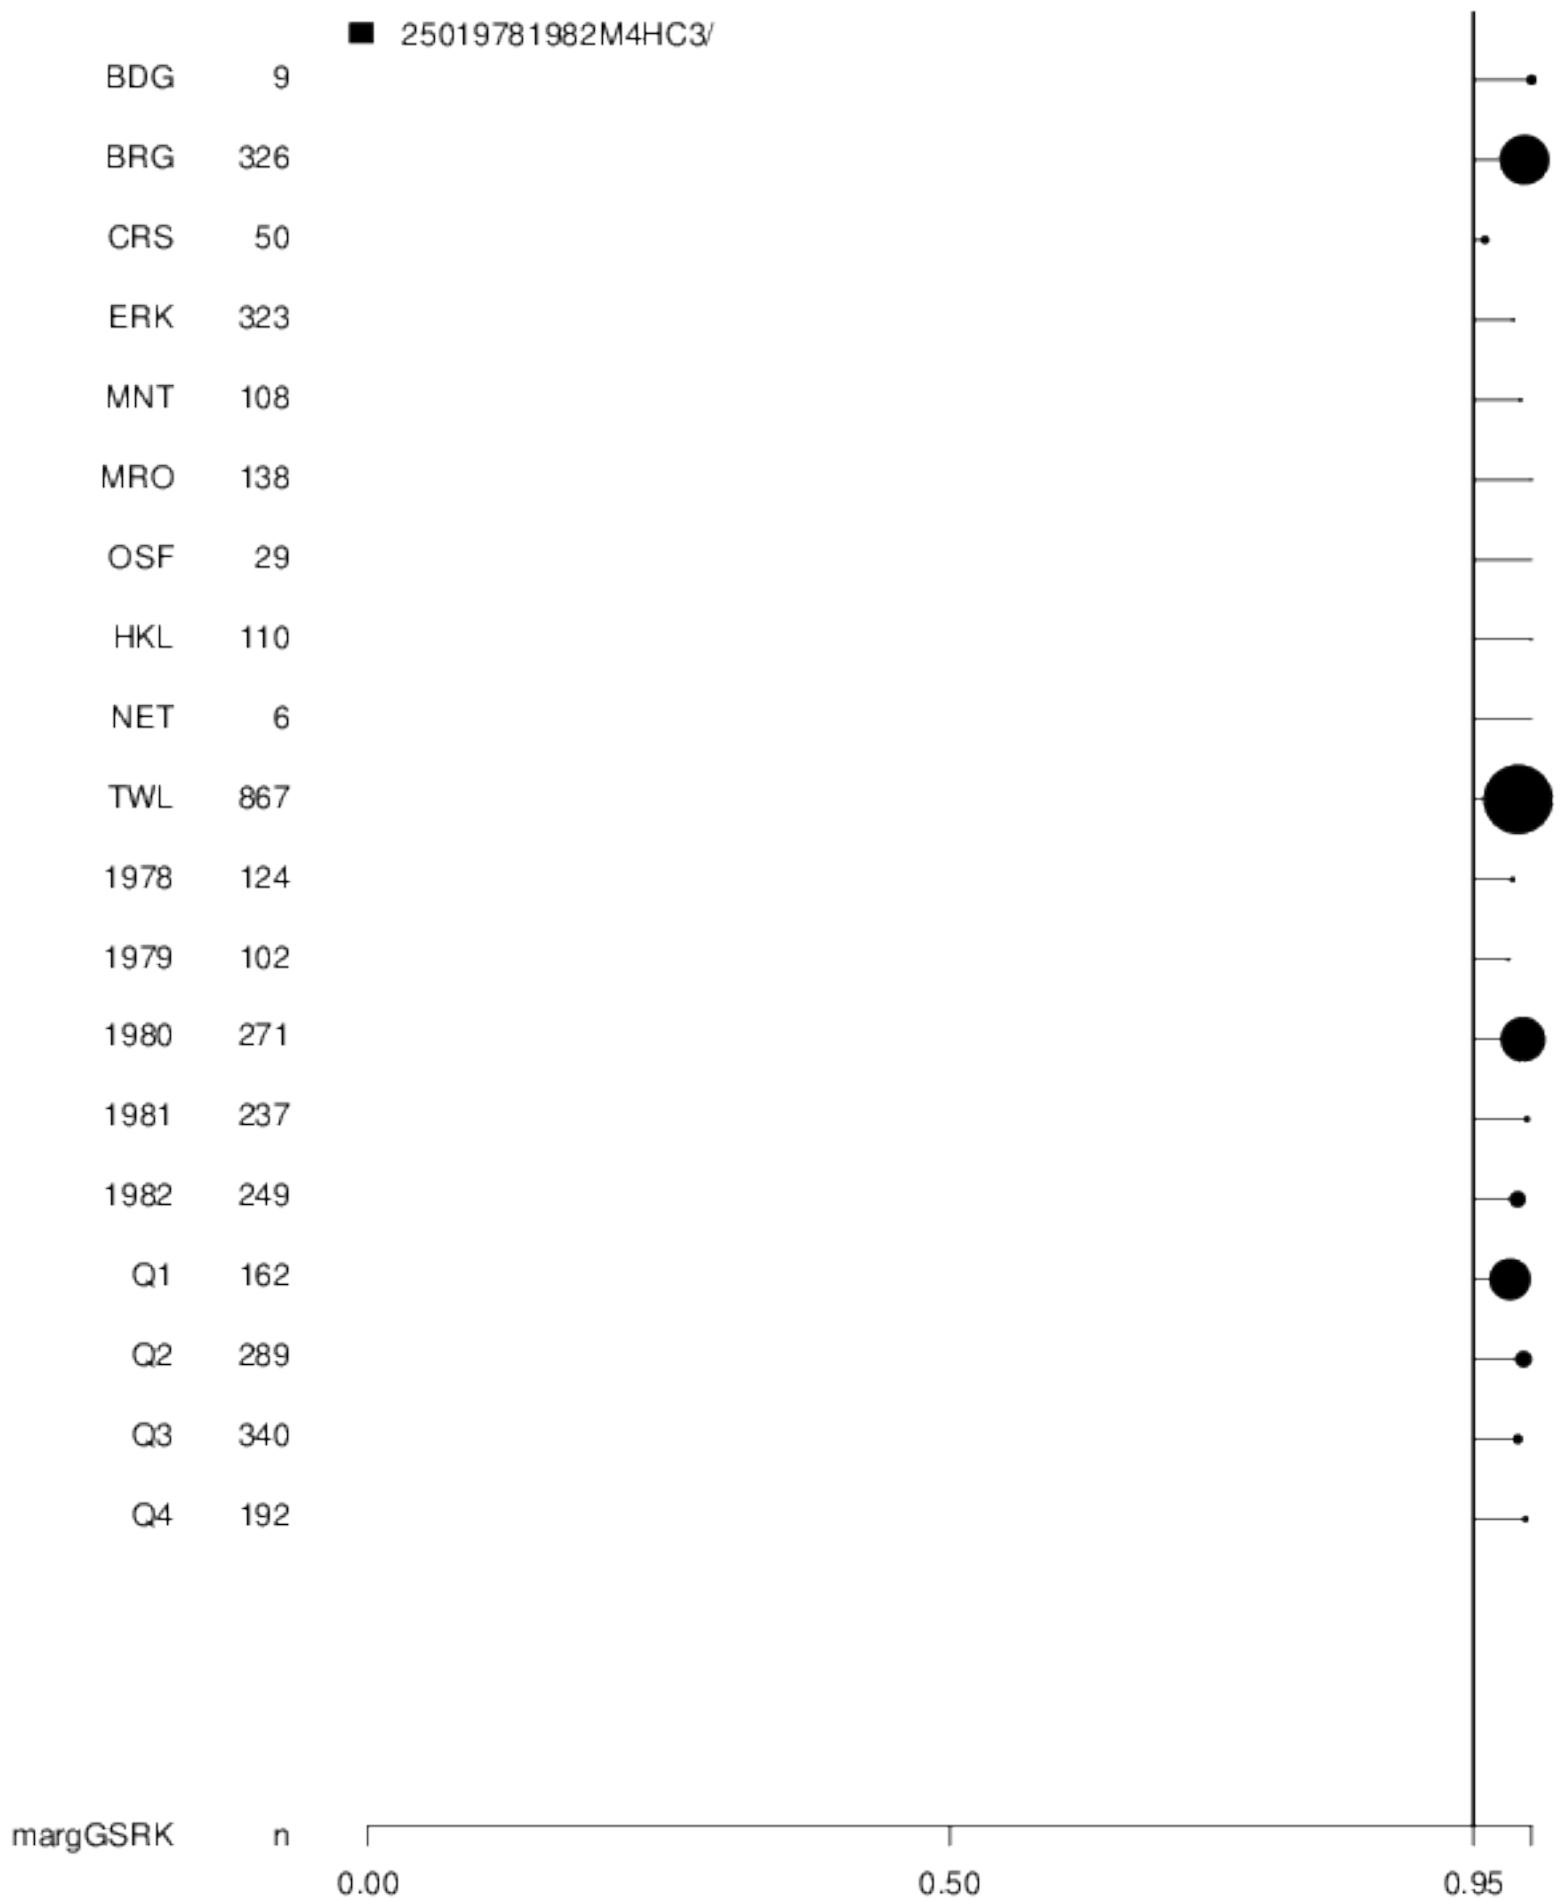 25019781982M4HC3/
BDG 9
BRG 326
CRS 50
ERK 323
MNT 108
MRO 138
OSF 29
HKL 110
NET 6
TWL 867
1978 124
1979 102
1980 271
1981 237
1982 249
Q1 162
Q2 289
Q3 340
Q4 192
margGSRK n
0.00 0.50 0.95